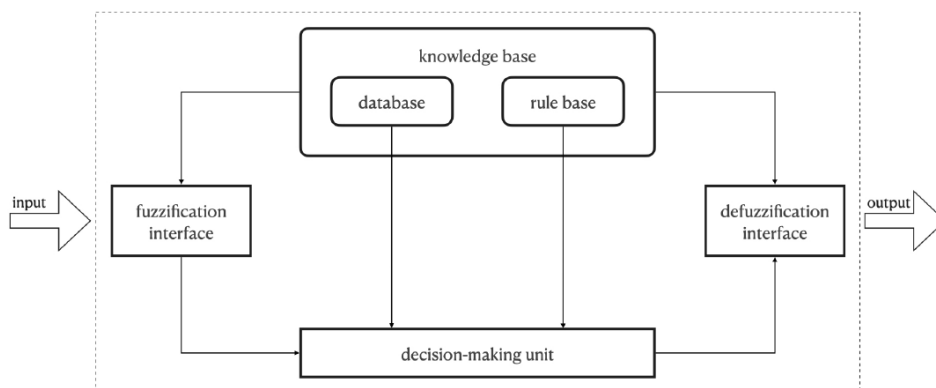 knowledge base
database
rule base
input
fuzzification
interface
defuzzification
interface
output
decision-making unit